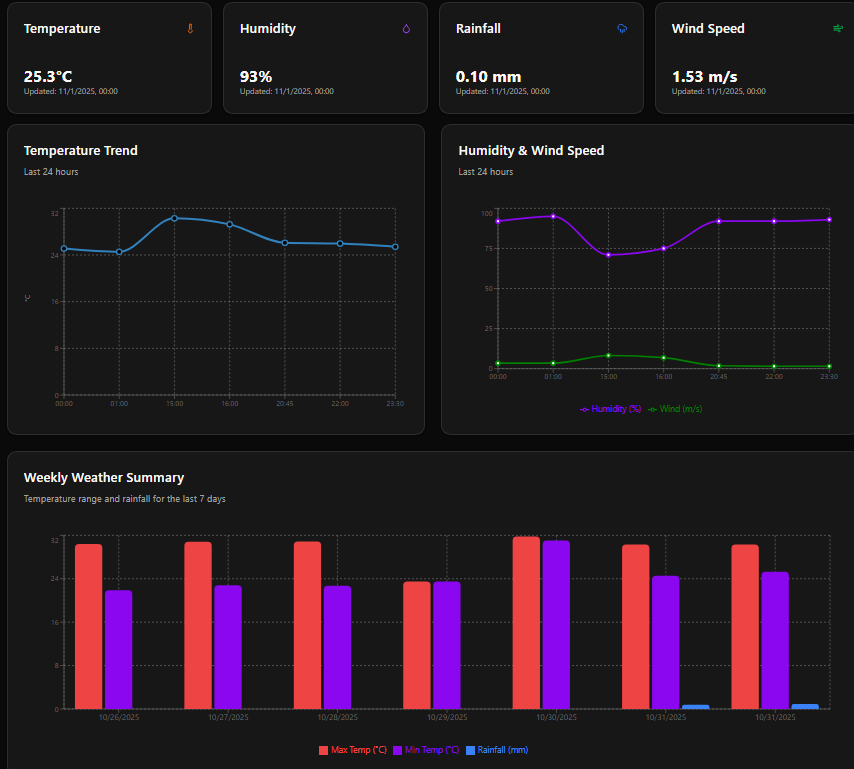 Temperature
Humidity
Rainfall
Wind Speed
25.3°C
93%
0.10 mm
1.53 m/s
Updated: 11/1/2025, 00:00
Updated: 11/1/2025, 00:00
Updated: 11/1/2025, 00:00
Updated: 11/1/2025, 00:00
Temperature Trend
Last 24 hours
32
24
16
8
0
°C
00:00 01:00 15:00 16:00 20:45 22:00 23:30
Humidity & Wind Speed
Last 24 hours
100
75
50
25
0
00:00 01:00 15:00 16:00 20:45 22:00 23:30
Humidity (%) Wind (m/s)
Weekly Weather Summary
Temperature range and rainfall for the last 7 days
32
24
16
8
0
10/26/2025 10/27/2025 10/28/2025 10/29/2025 10/30/2025 10/31/2025 10/31/2025
Max Temp (°C) Min Temp (°C) Rainfall (mm)